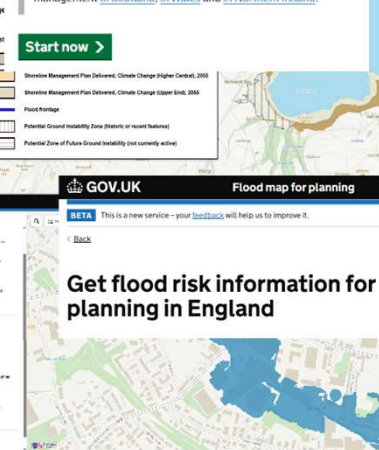 management in Scotland, in Wales and in Northern Ireland.
Start now
Shoreline Management Plan Delivered, Climate Change (Higher Central), 2055
Shoreline Management Plan Delivered, Climate Change (Upper End), 2055
Flood frontage
Potential Ground Instability Zone (historic or recent features)
Potential Zone of Future Ground Instability (not currently active)
GOV.UK
Flood map for planning
BETA This is a new service – your feedback will help us to improve it.
Back
Get flood risk information for
planning in England